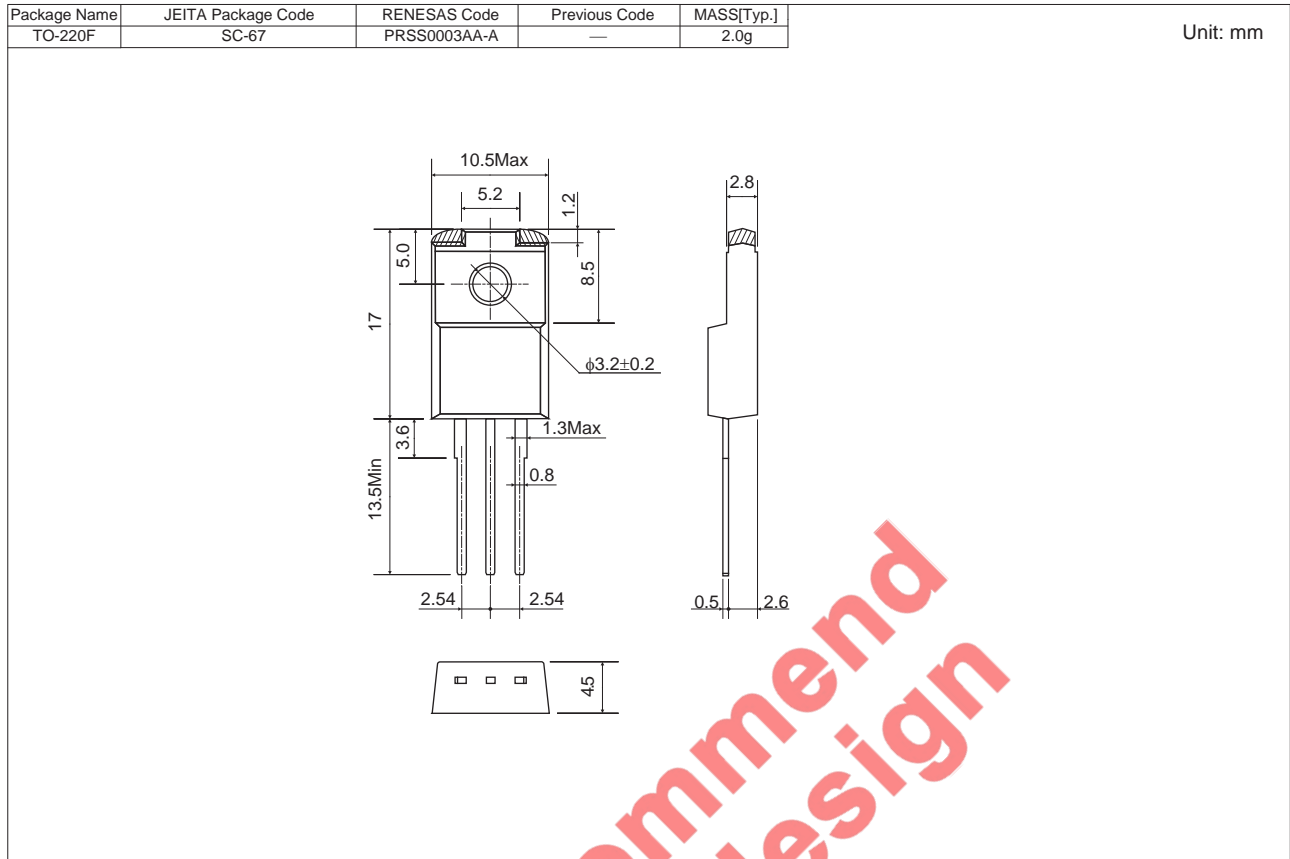 Package Name JEITA Package Code RENESAS Code Previous Code MASS[Typ.]
TO-220F SC-67 PRSS0003AA-A — 2.0g
Unit: mm
10.5Max
5.2
1.2
2.8
5.0
8.5
17
ϕ3.2±0.2
3.6
1.3Max
13.5Min
0.8
2.54 2.54
0.5 2.6
4.5
mmend
design